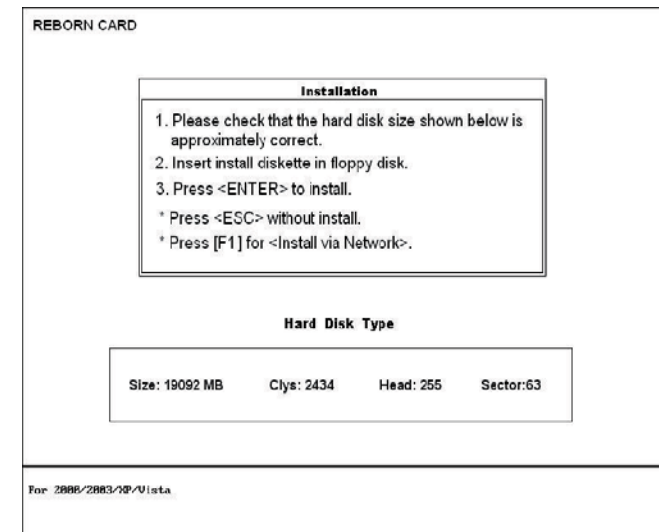 REBORN CARD
Installation
1. Please check that the hard disk size shown below is
approximately correct.
2. Insert install diskette in floppy disk.
3. Press <ENTER> to install.
* Press <ESC> without install.
* Press [F1] for <Install via Network>.
Hard Disk Type
Size: 19092 MB Clys: 2434 Head: 255 Sector:63
For 2000/2003/XP/Vista